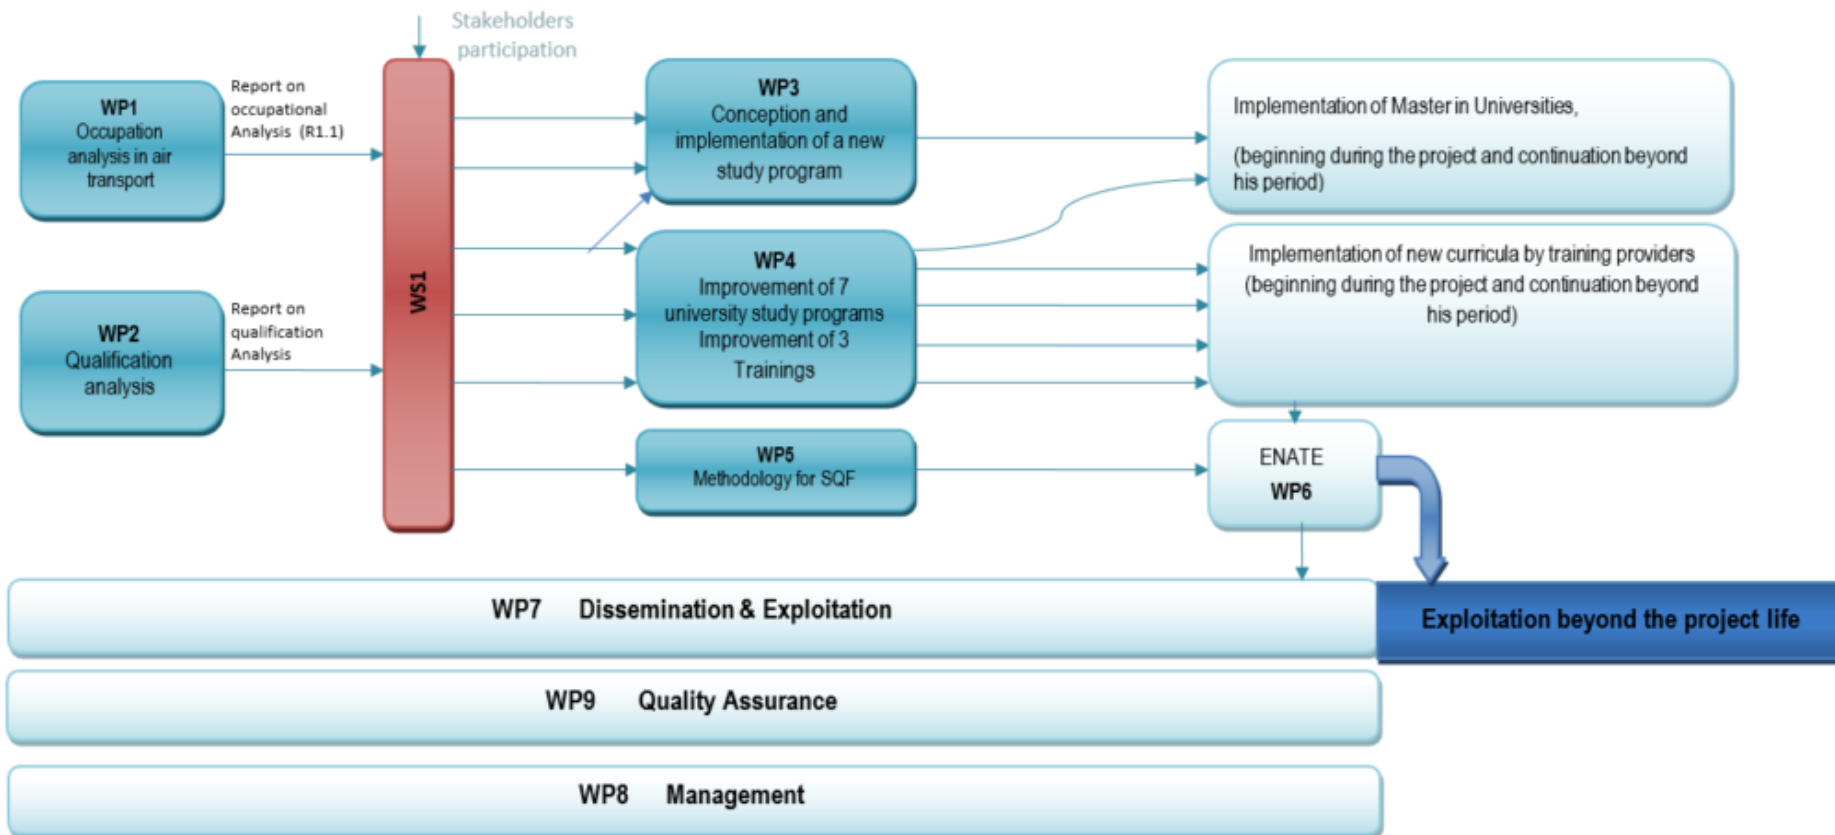 Stakeholders
participation
WP1
Occupation
analysis in air
transport
Report on
occupational
Analysis (R1.1)
WP2
Qualification
analysis
Report on
qualification
Analysis
WS1
WP3
Conception and
implementation of a new
study program
WP4
Improvement of 7
university study programs
Improvement of 3
Trainings
WP5
Methodology for SQF
Implementation of Master in Universities,
(beginning during the project and continuation beyond
his period)
Implementation of new curricula by training providers
(beginning during the project and continuation beyond
his period)
ENATE
WP6
WP7 Dissemination & Exploitation
Exploitation beyond the project life
WP9 Quality Assurance
WP8 Management